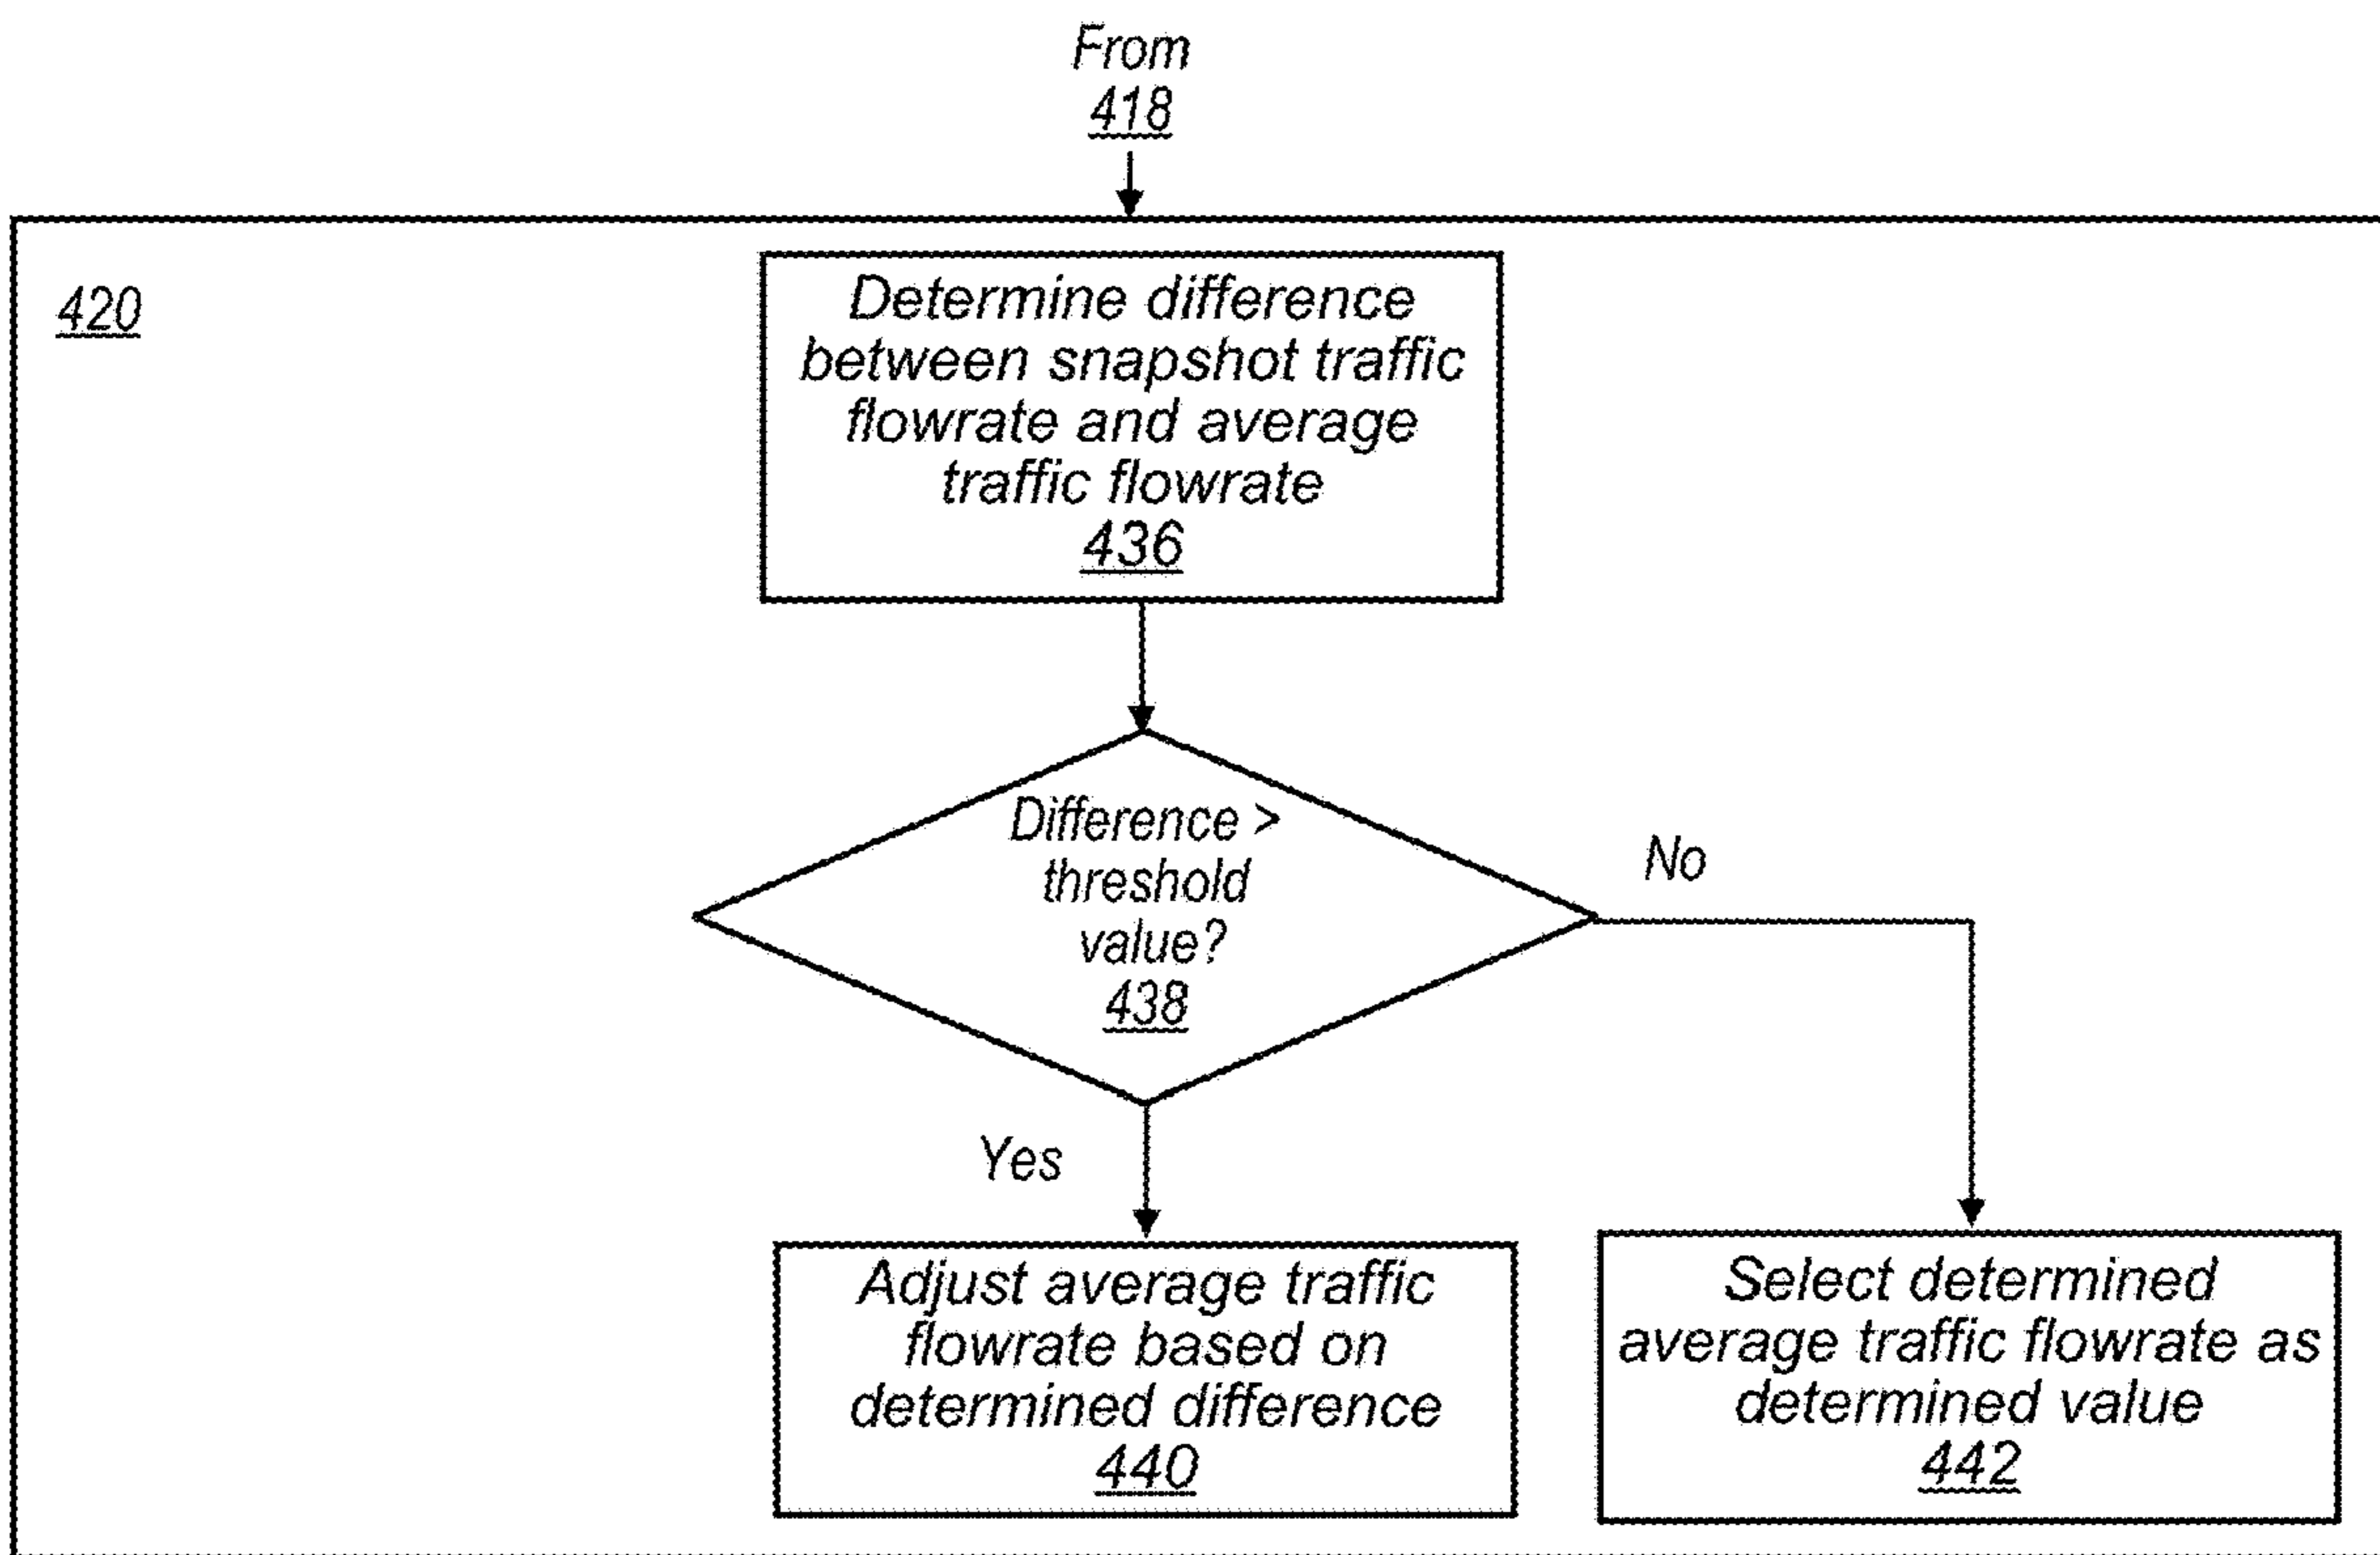 From
418
420
Determine difference
between snapshot traffic
flowrate and average
traffic flowrate
436
Difference >
threshold
value?
438
No
Yes
Adjust average traffic
flowrate based on
determined difference
440
Select determined
average traffic flowrate as
determined value
442